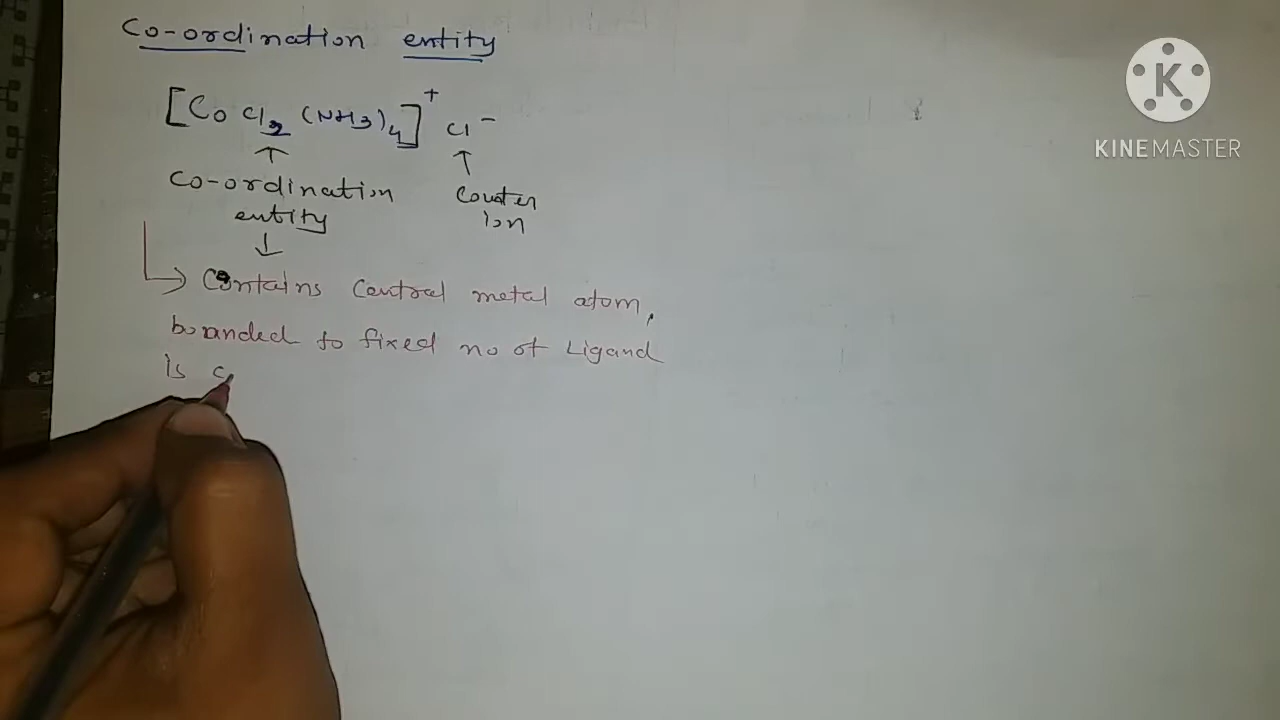 Co-ordination entity
[Co Cl2 (NH3)4]+ Cl-
Co-ordination
entity
Counter
ion
Contains Central metal atom,
bounded to fixed no of Ligand
is c
K
KINEMASTER